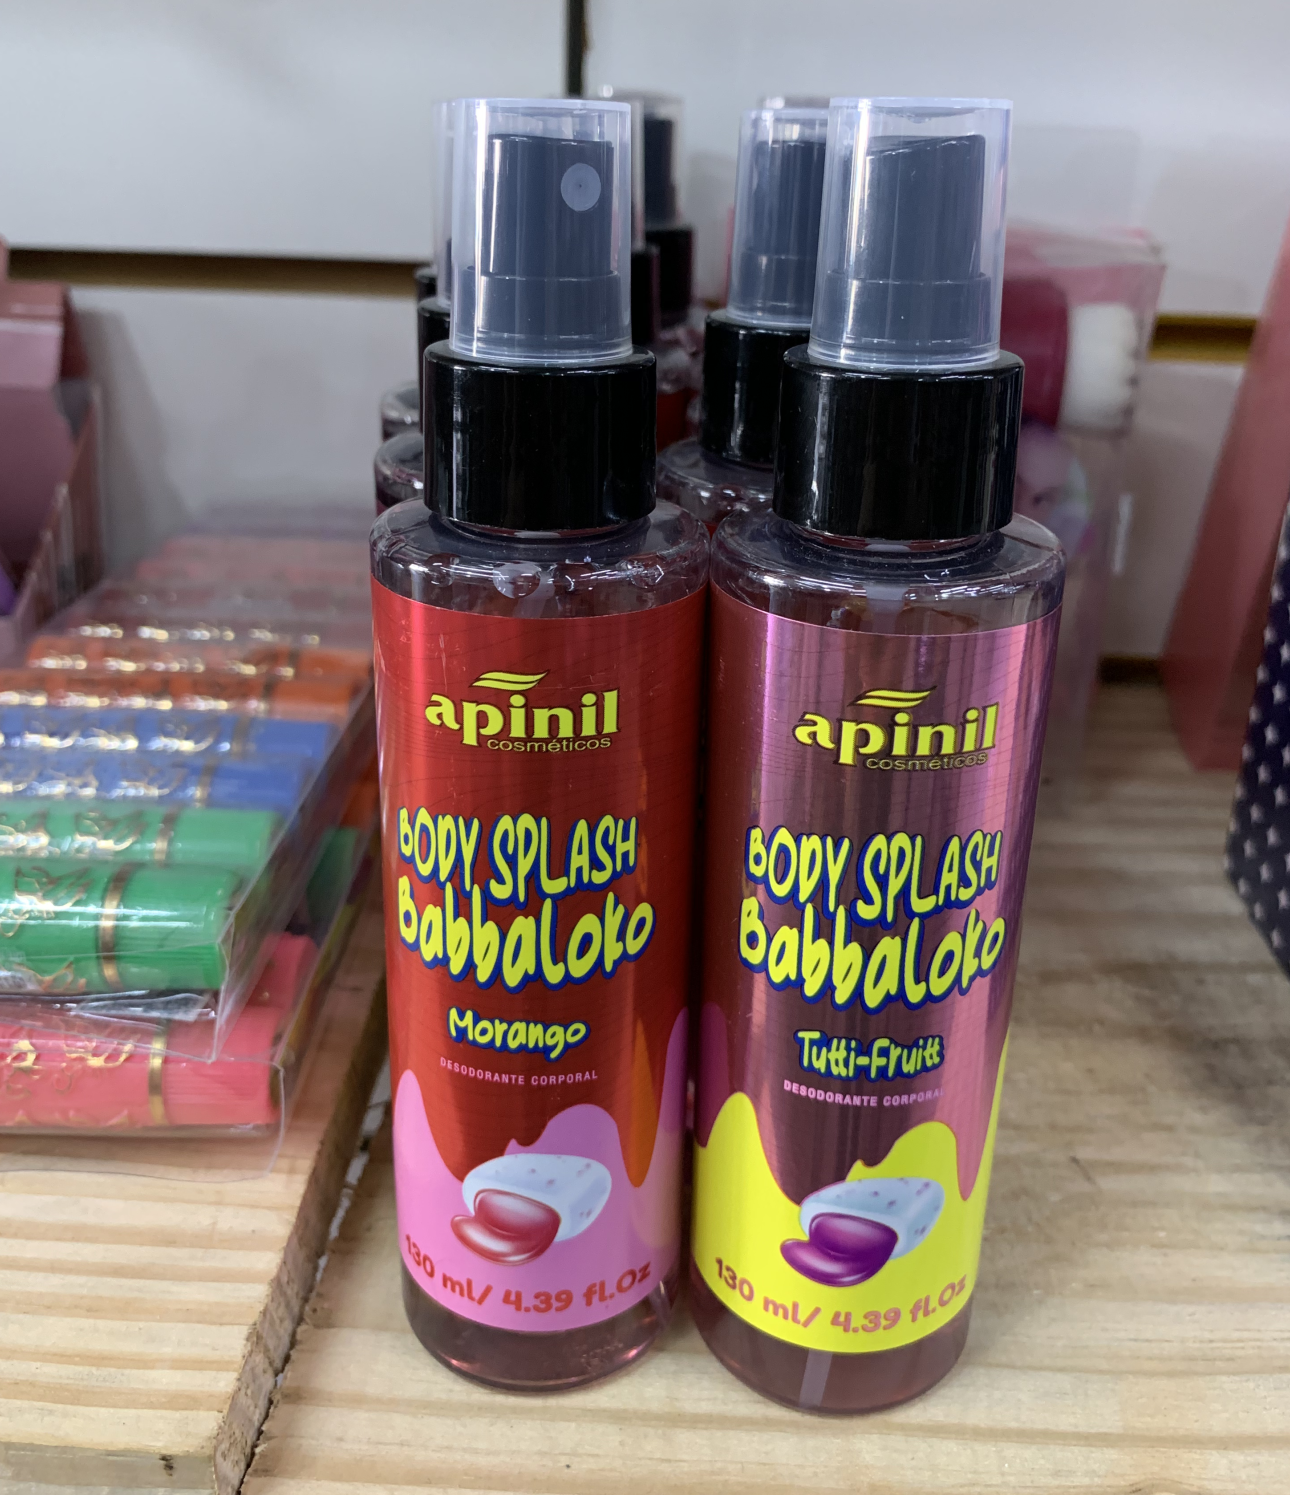 apinil
cosméticos
BODY SPLASH
Babbaloko
Morango
DESODORANTE CORPORAL
130 ml/ 4.39 fl.Oz
apinil
cosméticos
BODY SPLASH
Babbaloko
Tutti-Fruitt
DESODORANTE CORPORAL
130 ml/ 4.39 fl.Oz